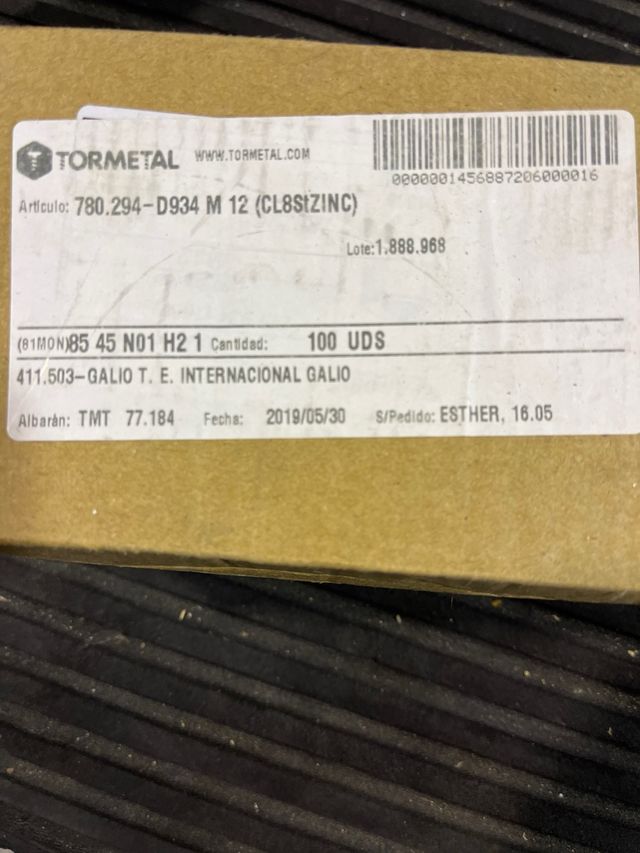 TORMETAL WWW.TORMETAL.COM
0000001456887206000016
Artículo: 780.294-D934 M 12 (CL8StZINC)
Lote:1.888.968
(81MON)85 45 N01 H2 1 Cantidad: 100 UDS
411.503-GALIO T. E. INTERNACIONAL GALIO
Albarán: TMT 77.184 Fecha: 2019/05/30 S/Pedido: ESTHER, 16.05